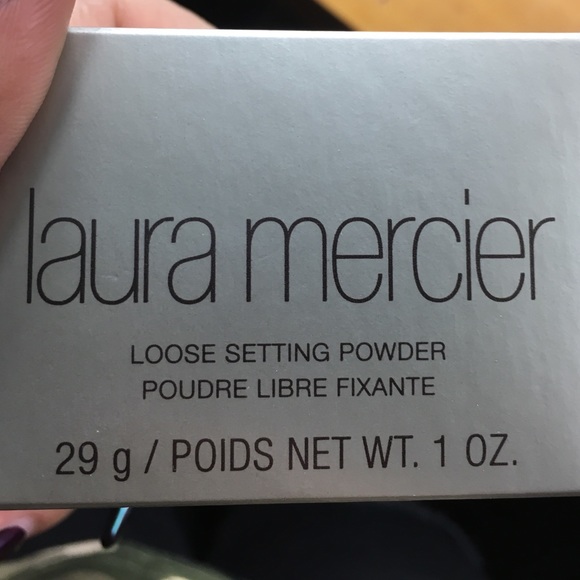 laura mercier
LOOSE SETTING POWDER
POUDRE LIBRE FIXANTE
29 g / POIDS NET WT. 1 OZ.